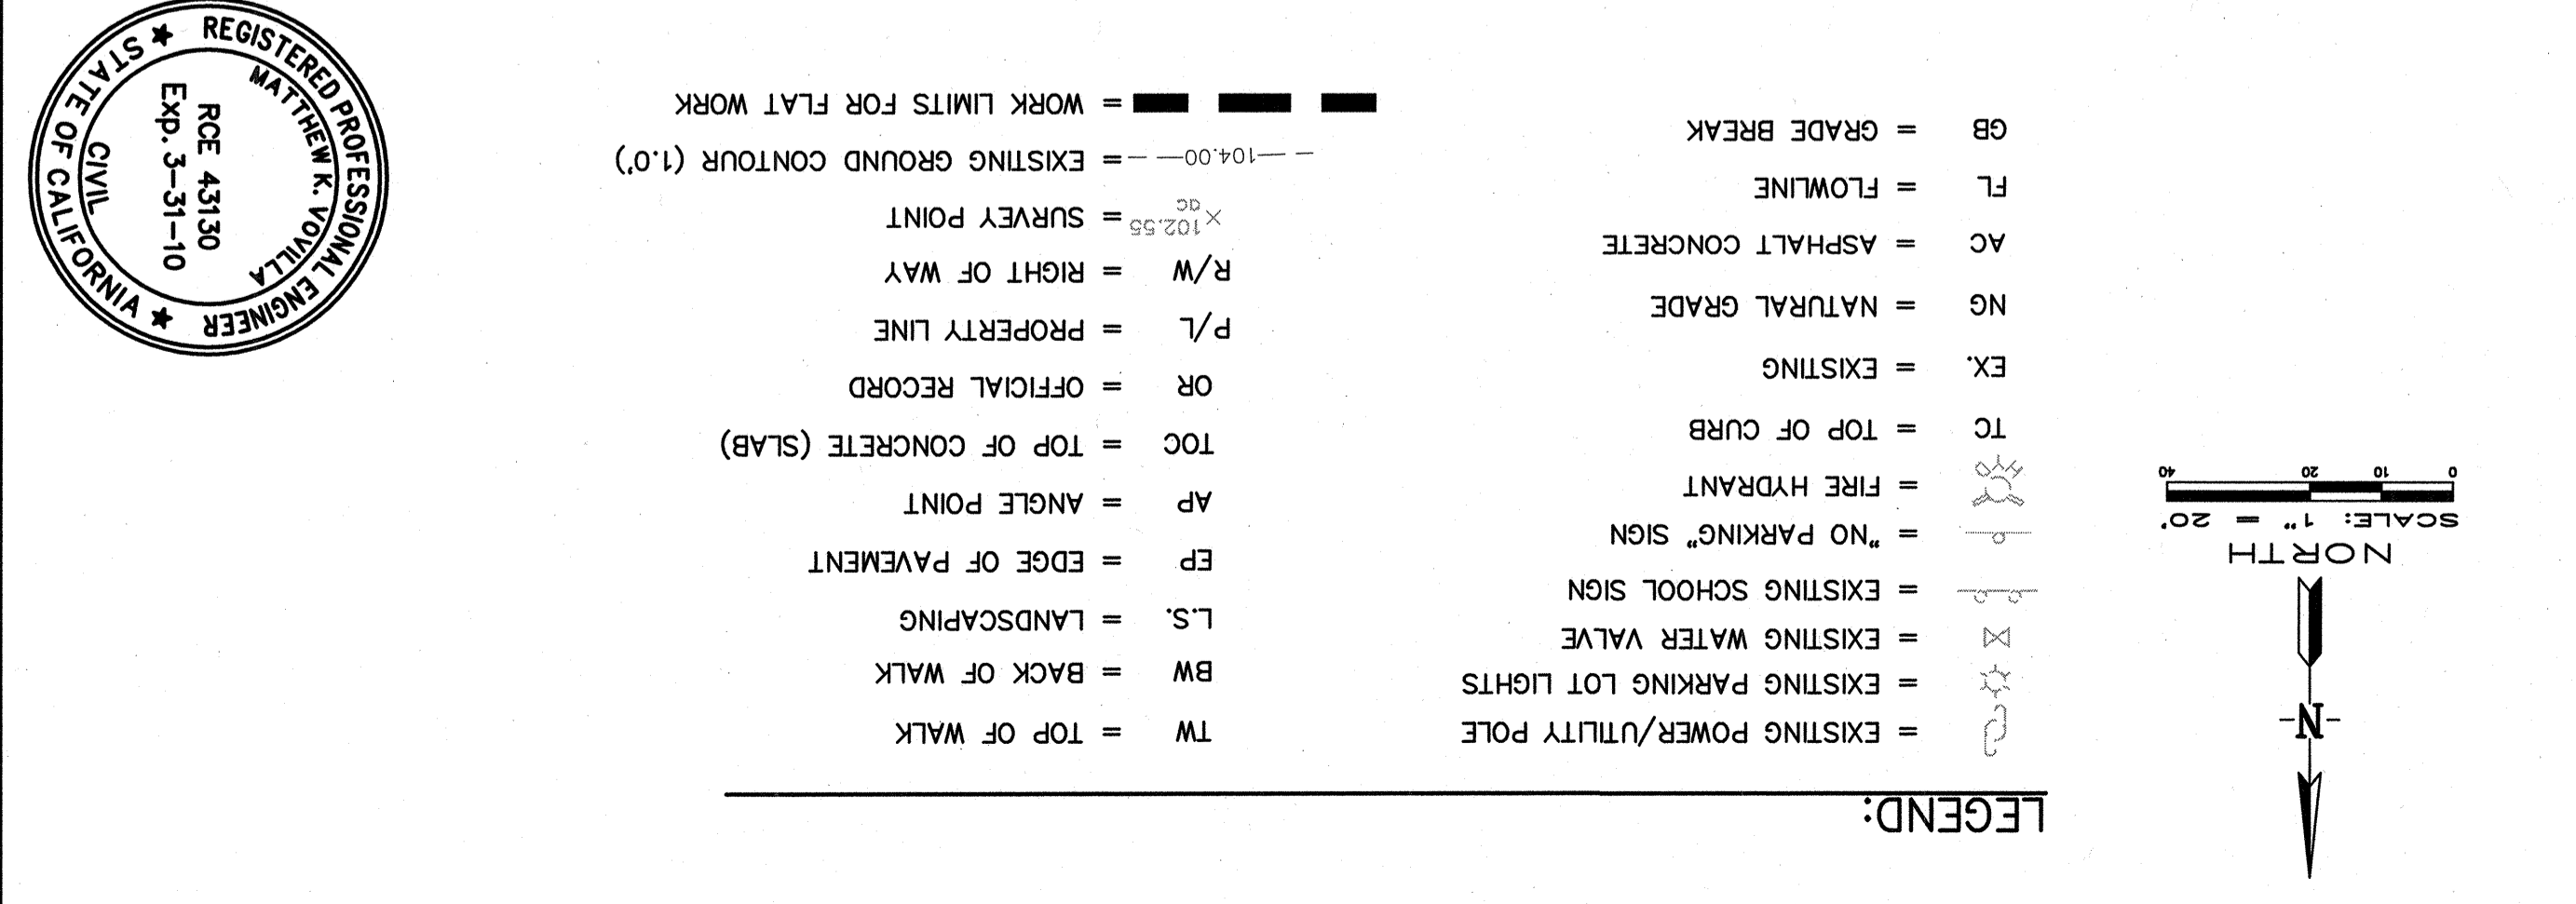 LEGEND:
= EXISTING POWER/UTILITY POLE
= EXISTING PARKING LOT LIGHTS
= EXISTING WATER VALVE
= EXISTING SCHOOL SIGN
= "NO PARKING" SIGN
HYD = FIRE HYDRANT
TC = TOP OF CURB
EX. = EXISTING
NG = NATURAL GRADE
AC = ASPHALT CONCRETE
FL = FLOWLINE
GB = GRADE BREAK
TW = TOP OF WALK
BW = BACK OF WALK
L.S. = LANDSCAPING
EP = EDGE OF PAVEMENT
AP = ANGLE POINT
TOC = TOP OF CONCRETE (SLAB)
OR = OFFICIAL RECORD
P/L = PROPERTY LINE
R/W = RIGHT OF WAY
102.55 = SURVEY POINT
ac
104.00 = EXISTING GROUND CONTOUR (1.0')
= WORK LIMITS FOR FLAT WORK
N
NORTH
SCALE: 1" = 20'
0 10 20 40
REGISTERED PROFESSIONAL ENGINEER
MATTHEW K. VOVILLA
RCE 43130
Exp. 3-31-10
CIVIL
STATE OF CALIFORNIA